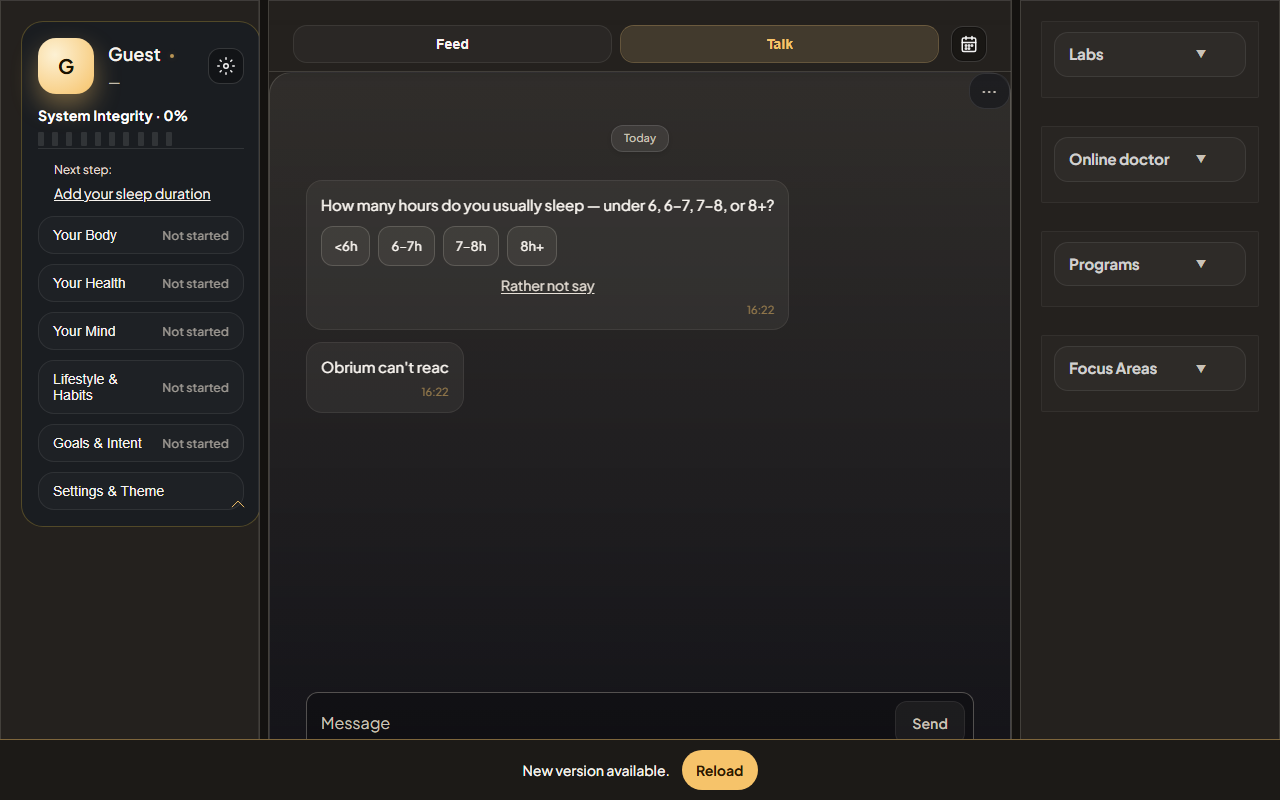 G
Guest
—
System Integrity · 0%
Next step:
Add your sleep duration
Your Body Not started
Your Health Not started
Your Mind Not started
Lifestyle &
Habits Not started
Goals & Intent Not started
Settings & Theme
Feed Talk
...
Today
How many hours do you usually sleep — under 6, 6–7, 7–8, or 8+?
<6h 6–7h 7–8h 8h+
Rather not say
16:22
Obrium can't reac
16:22
Message Send
Labs ▼
Online doctor ▼
Programs ▼
Focus Areas ▼
New version available. Reload